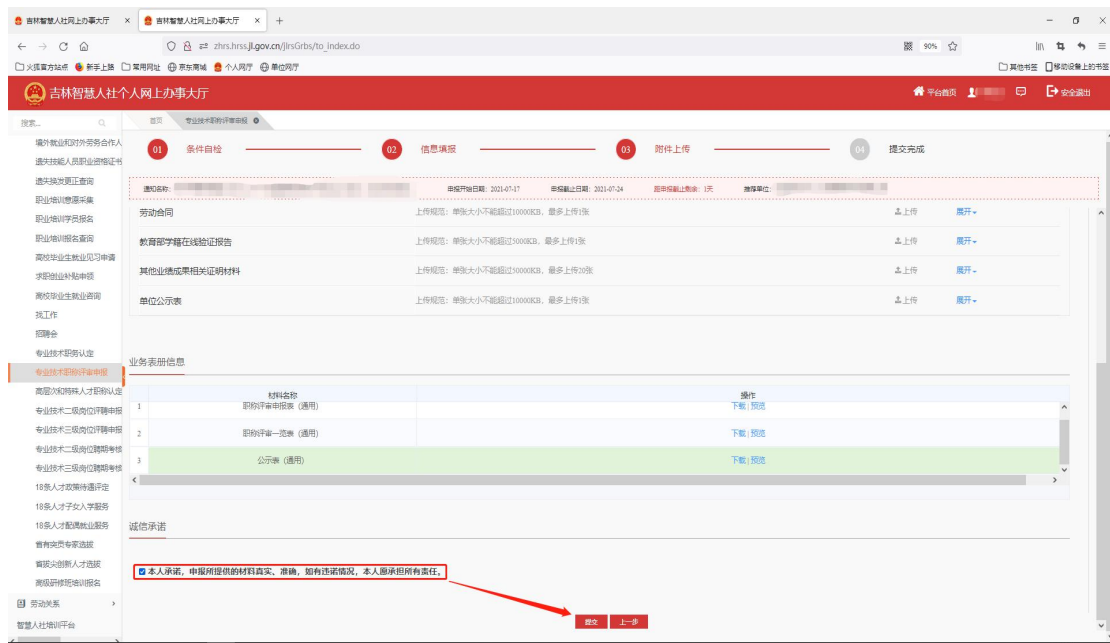 吉林智慧人社网上办事大厅 × 吉林智慧人社网上办事大厅 × +
zhrs.hrss.jl.gov.cn/jlrsGrbs/to_index.do 90%
火狐官方站点 新手上路 常用网址 京东商城 个人网厅 单位网厅 其他书签 移动设备上的书签
吉林智慧人社个人网上办事大厅 平台首页 安全退出
搜索... 首页 专业技术职称评审申报
01 条件自检 02 信息填报 03 附件上传 04 提交完成
通知名称: 申报开始日期: 2021-07-17 申报截止日期: 2021-07-24 距申报截止剩余: 1天 推荐单位:
境外就业和对外劳务合作人
遗失技能人员职业资格证书
遗失换发更正查询
职业培训意愿采集
职业培训学员报名
职业培训报名查询
高校毕业生就业见习申请
求职创业补贴申领
高校毕业生就业咨询
找工作
招聘会
专业技术职务认定
专业技术职称评审申报
高层次和特殊人才职称认定
专业技术二级岗位评聘申报
专业技术三级岗位评聘申报
专业技术二级岗位聘期考核
专业技术三级岗位聘期考核
18条人才政策待遇评定
18条人才子女入学服务
18条人才配偶就业服务
省有突贡专家选拔
省拔尖创新人才选拔
高级研修班培训报名
劳动关系
智慧人社培训平台
劳动合同 上传规范: 单张大小不能超过10000KB, 最多上传1张 上传 展开
教育部学籍在线验证报告 上传规范: 单张大小不能超过5000KB, 最多上传1张 上传 展开
其他业绩成果相关证明材料 上传规范: 单张大小不能超过50000KB, 最多上传20张 上传 展开
单位公示表 上传规范: 单张大小不能超过10000KB, 最多上传1张 上传 展开
业务表册信息
材料名称 操作
1 职称评审申报表 (通用) 下载|预览
2 职称评审一览表 (通用) 下载|预览
3 公示表 (通用) 下载|预览
诚信承诺
本人承诺, 申报所提供的材料真实、准确, 如有违诺情况, 本人愿承担所有责任。
提交 上一步